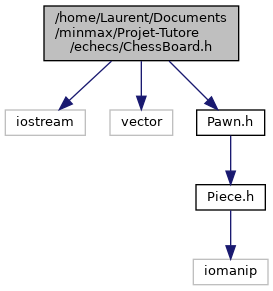 /home/Laurent/Documents
/minmax/Projet-Tutore
/echecs/ChessBoard.h
iostream
vector
Pawn.h
Piece.h
iomanip